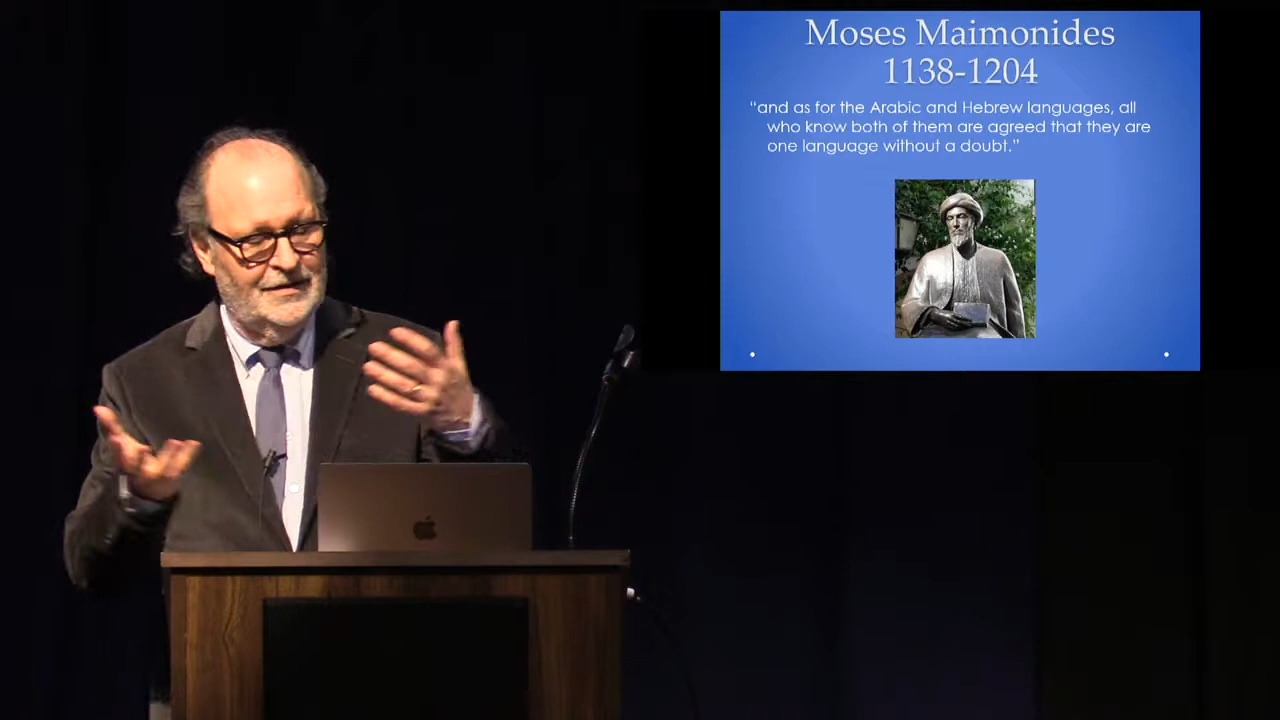 Moses Maimonides
1138-1204
“and as for the Arabic and Hebrew languages, all
who know both of them are agreed that they are
one language without a doubt.”